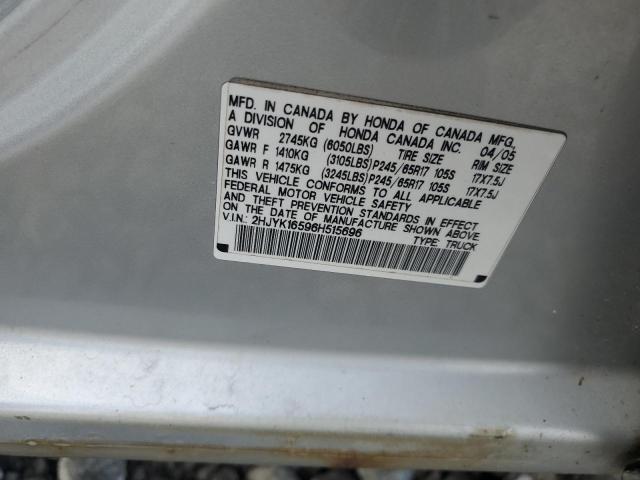 MFD. IN CANADA BY HONDA OF CANADA MFG.
A DIVISION OF HONDA CANADA INC. 04/05
GVWR 2745KG (6050LBS) TIRE SIZE RIM SIZE
GAWR F 1410KG (3105LBS)P245/65R17 105S 17X7.5J
GAWR R 1475KG (3245LBS)P245/65R17 105S 17X7.5J
THIS VEHICLE CONFORMS TO ALL APPLICABLE
FEDERAL MOTOR VEHICLE SAFETY
AND THEFT PREVENTION STANDARDS IN EFFECT
ON THE DATE OF MANUFACTURE SHOWN ABOVE.
V.I.N.: 2HJYK16596H515696 TYPE: TRUCK